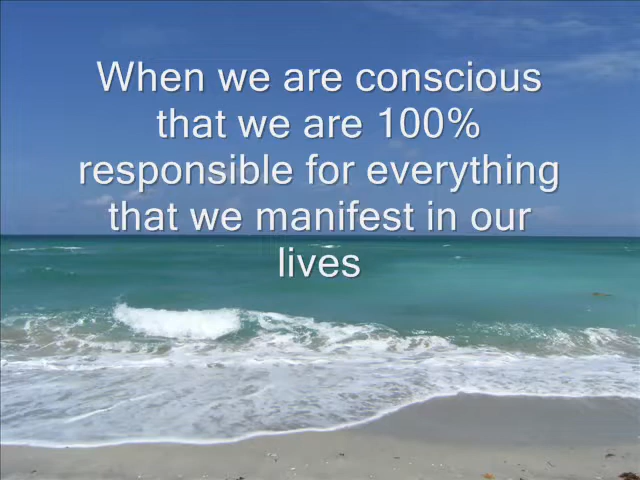 When we are conscious
that we are 100%
responsible for everything
that we manifest in our
lives